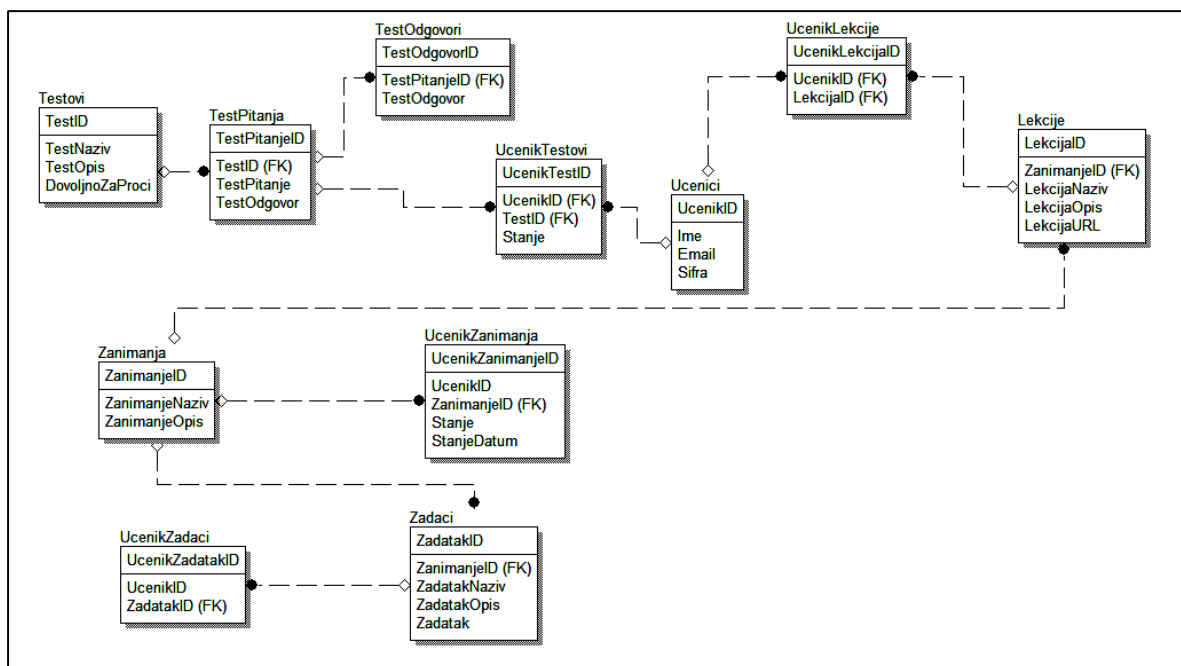 TestOdgovori
TestOdgovorID
TestPitanjeID (FK)
TestOdgovor
UcenikLekcije
UcenikLekcijaID
UcenikID (FK)
LekcijaID (FK)
Testovi
TestID
TestNaziv
TestOpis
DovoljnoZaProci
TestPitanja
TestPitanjeID
TestID (FK)
TestPitanje
TestOdgovor
UcenikTestovi
UcenikTestID
UcenikID (FK)
TestID (FK)
Stanje
Ucenici
UcenikID
Ime
Email
Sifra
Lekcije
LekcijaID
ZanimanjeID (FK)
LekcijaNaziv
LekcijaOpis
LekcijaURL
Zanimanja
ZanimanjeID
ZanimanjeNaziv
ZanimanjeOpis
UcenikZanimanja
UcenikZanimanjeID
UcenikID
ZanimanjeID (FK)
Stanje
StanjeDatum
UcenikZadaci
UcenikZadatakID
UcenikID
ZadatakID (FK)
Zadaci
ZadatakID
ZanimanjeID (FK)
ZadatakNaziv
ZadatakOpis
Zadatak